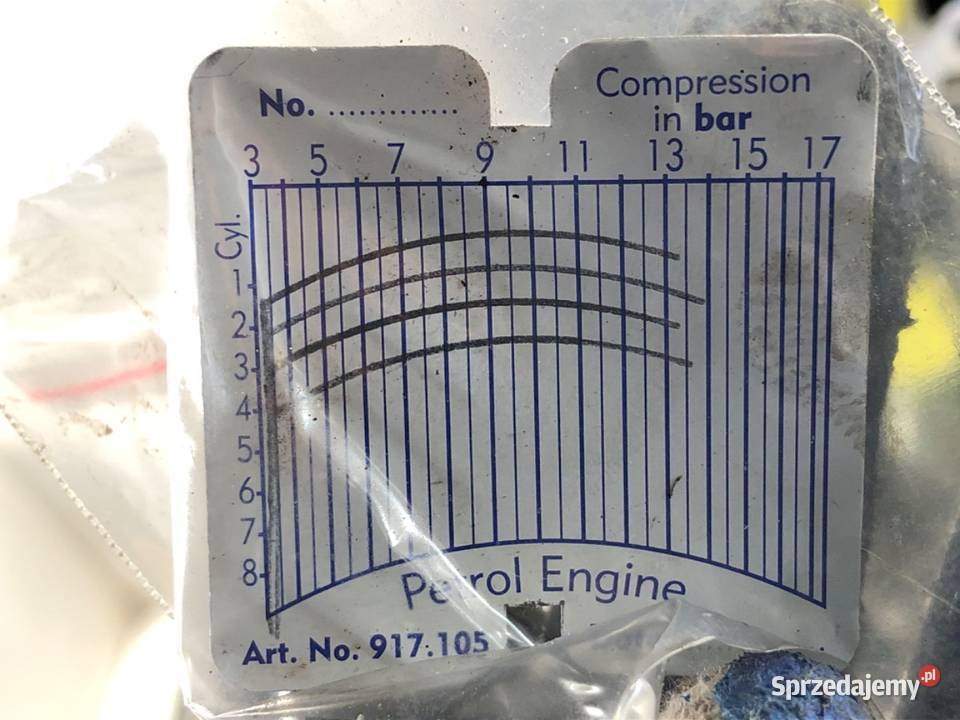 No. .............
Compression
in bar
3 5 7 9 11 13 15 17
Cyl.
1
2
3
4
5
6
7
8
Petrol Engine
Art. No. 917.105
Sprzedajemy.pl